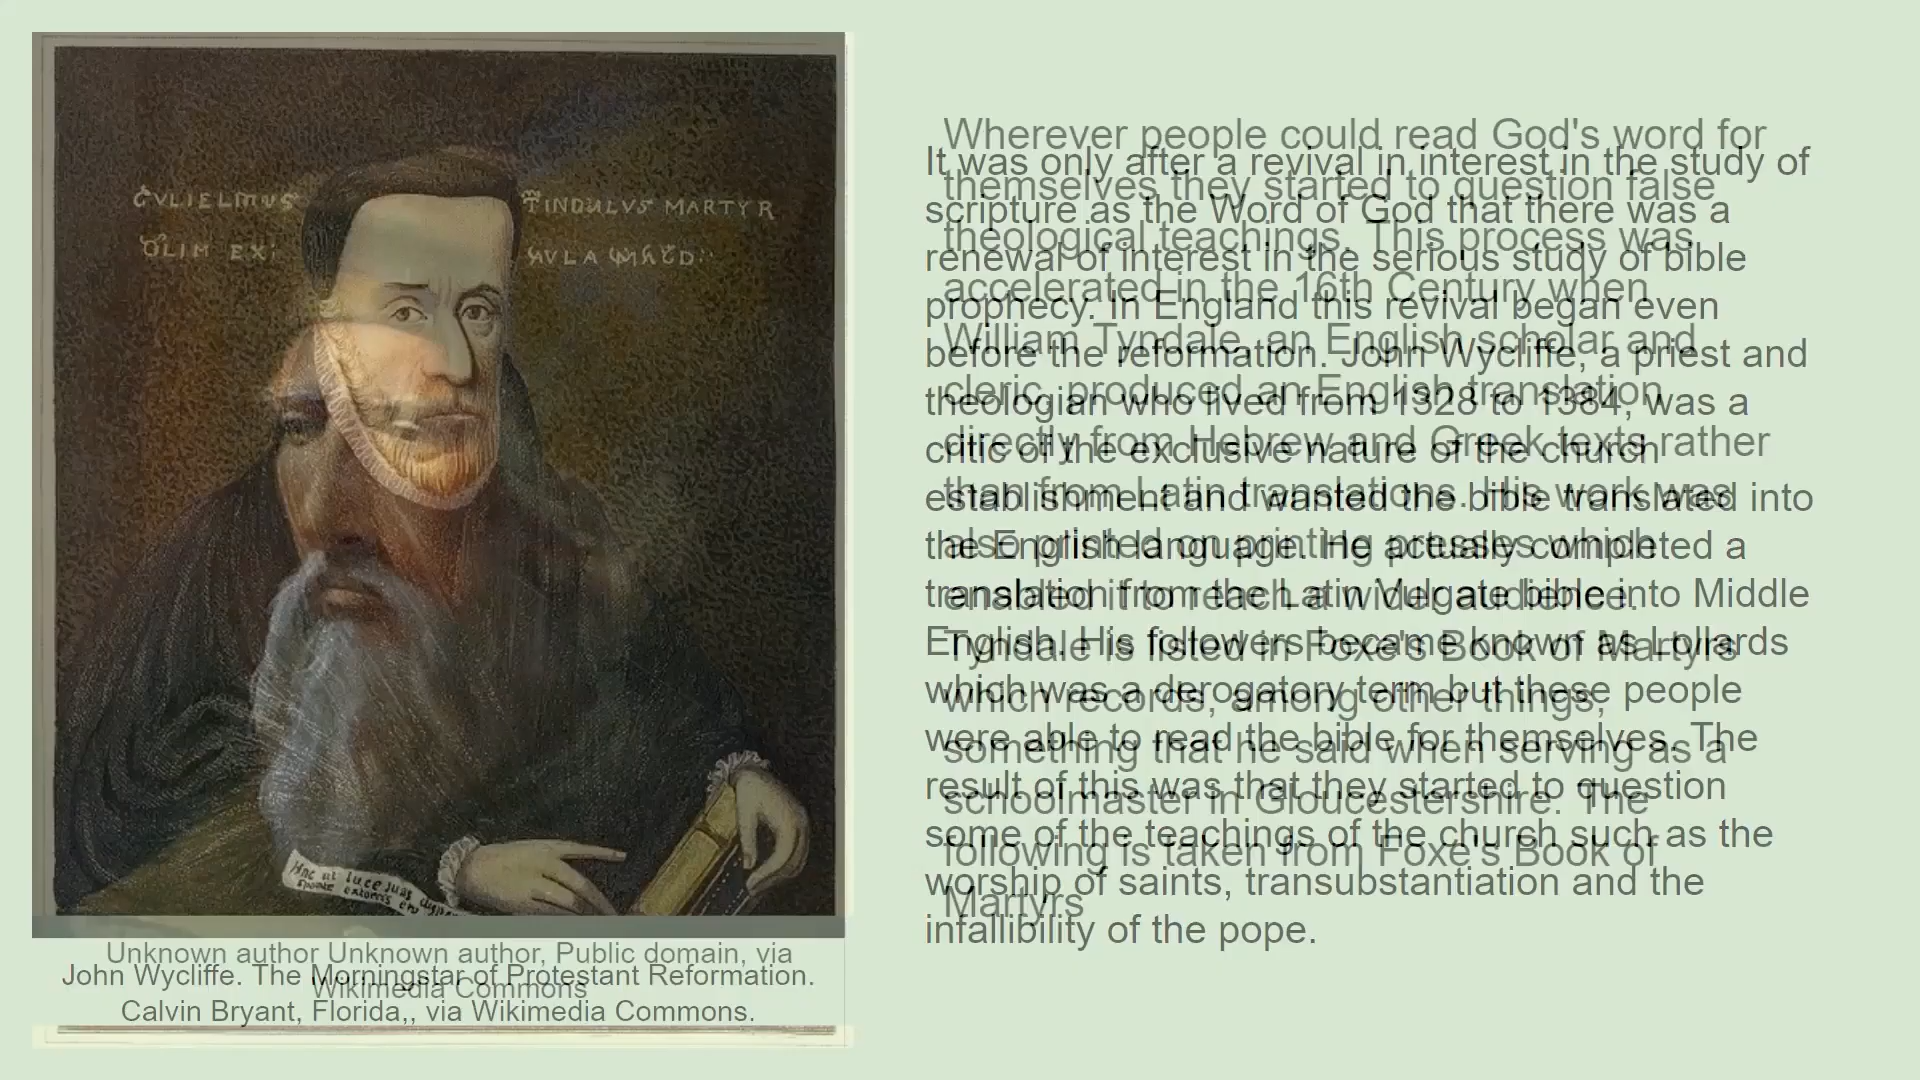 GVLIELMUS TINDALVS MARTYR
OLIM EX: AVLA
Unknown author Unknown author, Public domain, via
Wikimedia Commons
John Wycliffe. The Morningstar of Protestant Reformation.
Calvin Bryant, Florida,, via Wikimedia Commons.
Wherever people could read God's word for
themselves they started to question false
theological teachings. This process was
accelerated in the 16th Century when
William Tyndale, an English scholar and
cleric, produced an English translation
directly from Hebrew and Greek texts rather
than from Latin translations. His work was
also printed on printing presses which
enabled it to reach a wider audience.
Tyndale is listed in Foxe's Book of Martyrs
which records, among other things,
something that he said when serving as a
schoolmaster in Gloucestershire. The
following is taken from Foxe's Book of
Martyrs
It was only after a revival in interest in the study of
scripture as the Word of God that there was a
renewal of interest in the serious study of bible
prophecy. In England this revival began even
before the reformation. John Wycliffe, a priest and
theologian who lived from 1328 to 1384, was a
critic of the exclusive nature of the church
establishment and wanted the bible translated into
the English language. He actually completed a
translation from the Latin Vulgate bible into Middle
English. His followers became known as Lollards
which was a derogatory term but these people
were able to read the bible for themselves. The
result of this was that they started to question
some of the teachings of the church such as the
worship of saints, transubstantiation and the
infallibility of the pope.